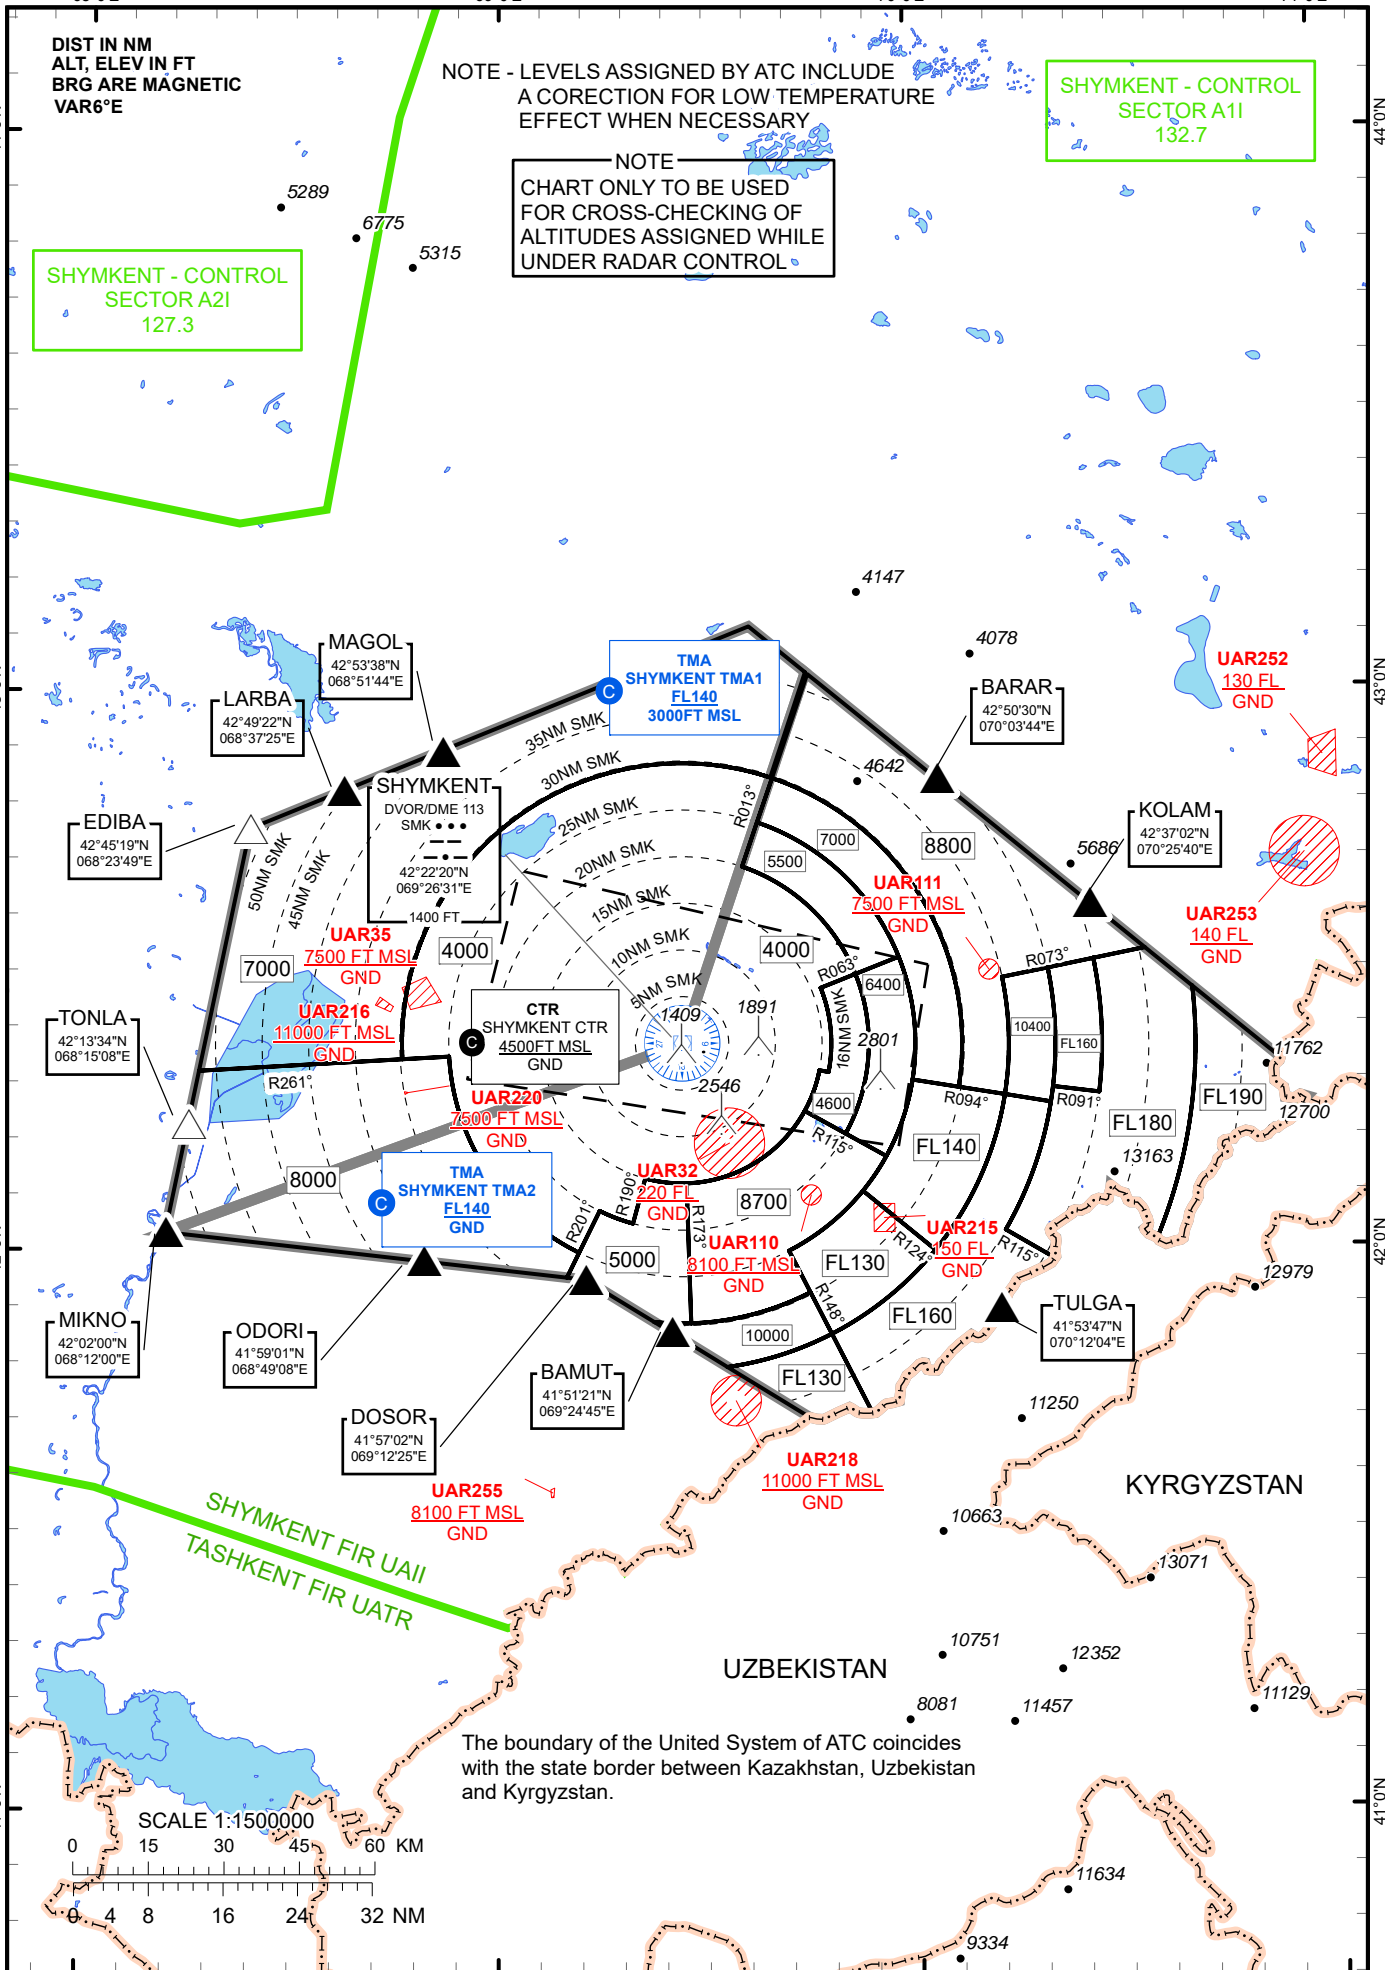 DIST IN NM
ALT, ELEV IN FT
BRG ARE MAGNETIC
VAR6°E
NOTE - LEVELS ASSIGNED BY ATC INCLUDE
A CORECTION FOR LOW TEMPERATURE
EFFECT WHEN NECESSARY
SHYMKENT - CONTROL
SECTOR A1I
132.7
44°0'N
NOTE
CHART ONLY TO BE USED
FOR CROSS-CHECKING OF
ALTITUDES ASSIGNED WHILE
UNDER RADAR CONTROL
5289
6775
5315
SHYMKENT - CONTROL
SECTOR A2I
127.3
4147
4078
MAGOL
42°53'38"N
068°51'44"E
LARBA
42°49'22"N
068°37'25"E
TMA
SHYMKENT TMA1
FL140
3000FT MSL
C
BARAR
42°50'30"N
070°03'44"E
UAR252
130 FL
GND
43°0'N
35NM SMK
30NM SMK
25NM SMK
20NM SMK
15NM SMK
10NM SMK
5NM SMK
50NM SMK
45NM SMK
16NM SMK
4642
SHYMKENT
DVOR/DME 113
SMK
42°22'20"N
069°26'31"E
1400 FT
EDIBA
42°45'19"N
068°23'49"E
R013°
7000
5500
8800
5686
KOLAM
42°37'02"N
070°25'40"E
UAR111
7500 FT MSL
GND
UAR253
140 FL
GND
UAR35
7500 FT MSL
GND
4000
4000
7000
R063°
R073°
6400
UAR216
11000 FT MSL
GND
CTR
SHYMKENT CTR
4500FT MSL
GND
C
1409
1891
2801
10400
FL160
11762
TONLA
42°13'34"N
068°15'08"E
R261°
2546
UAR220
7500 FT MSL
GND
4600
R094°
R091°
FL190
12700
R115°
FL140
FL180
13163
8000
TMA
SHYMKENT TMA2
FL140
GND
C
UAR32
220 FL
GND
R190°
R201°
R173°
8700
UAR110
8100 FT MSL
GND
UAR215
150 FL
GND
R124°
R115°
5000
FL130
R148°
42°0'N
12979
MIKNO
42°02'00"N
068°12'00"E
ODORI
41°59'01"N
068°49'08"E
10000
FL160
TULGA
41°53'47"N
070°12'04"E
BAMUT
41°51'21"N
069°24'45"E
FL130
DOSOR
41°57'02"N
069°12'25"E
11250
UAR218
11000 FT MSL
GND
UAR255
8100 FT MSL
GND
KYRGYZSTAN
SHYMKENT FIR UAII
TASHKENT FIR UATR
10663
13071
10751
12352
UZBEKISTAN
8081
11457
11129
The boundary of the United System of ATC coincides
with the state border between Kazakhstan, Uzbekistan
and Kyrgyzstan.
41°0'N
SCALE 1:1500000
0 15 30 45 60 KM
0 4 8 16 24 32 NM
11634
9334